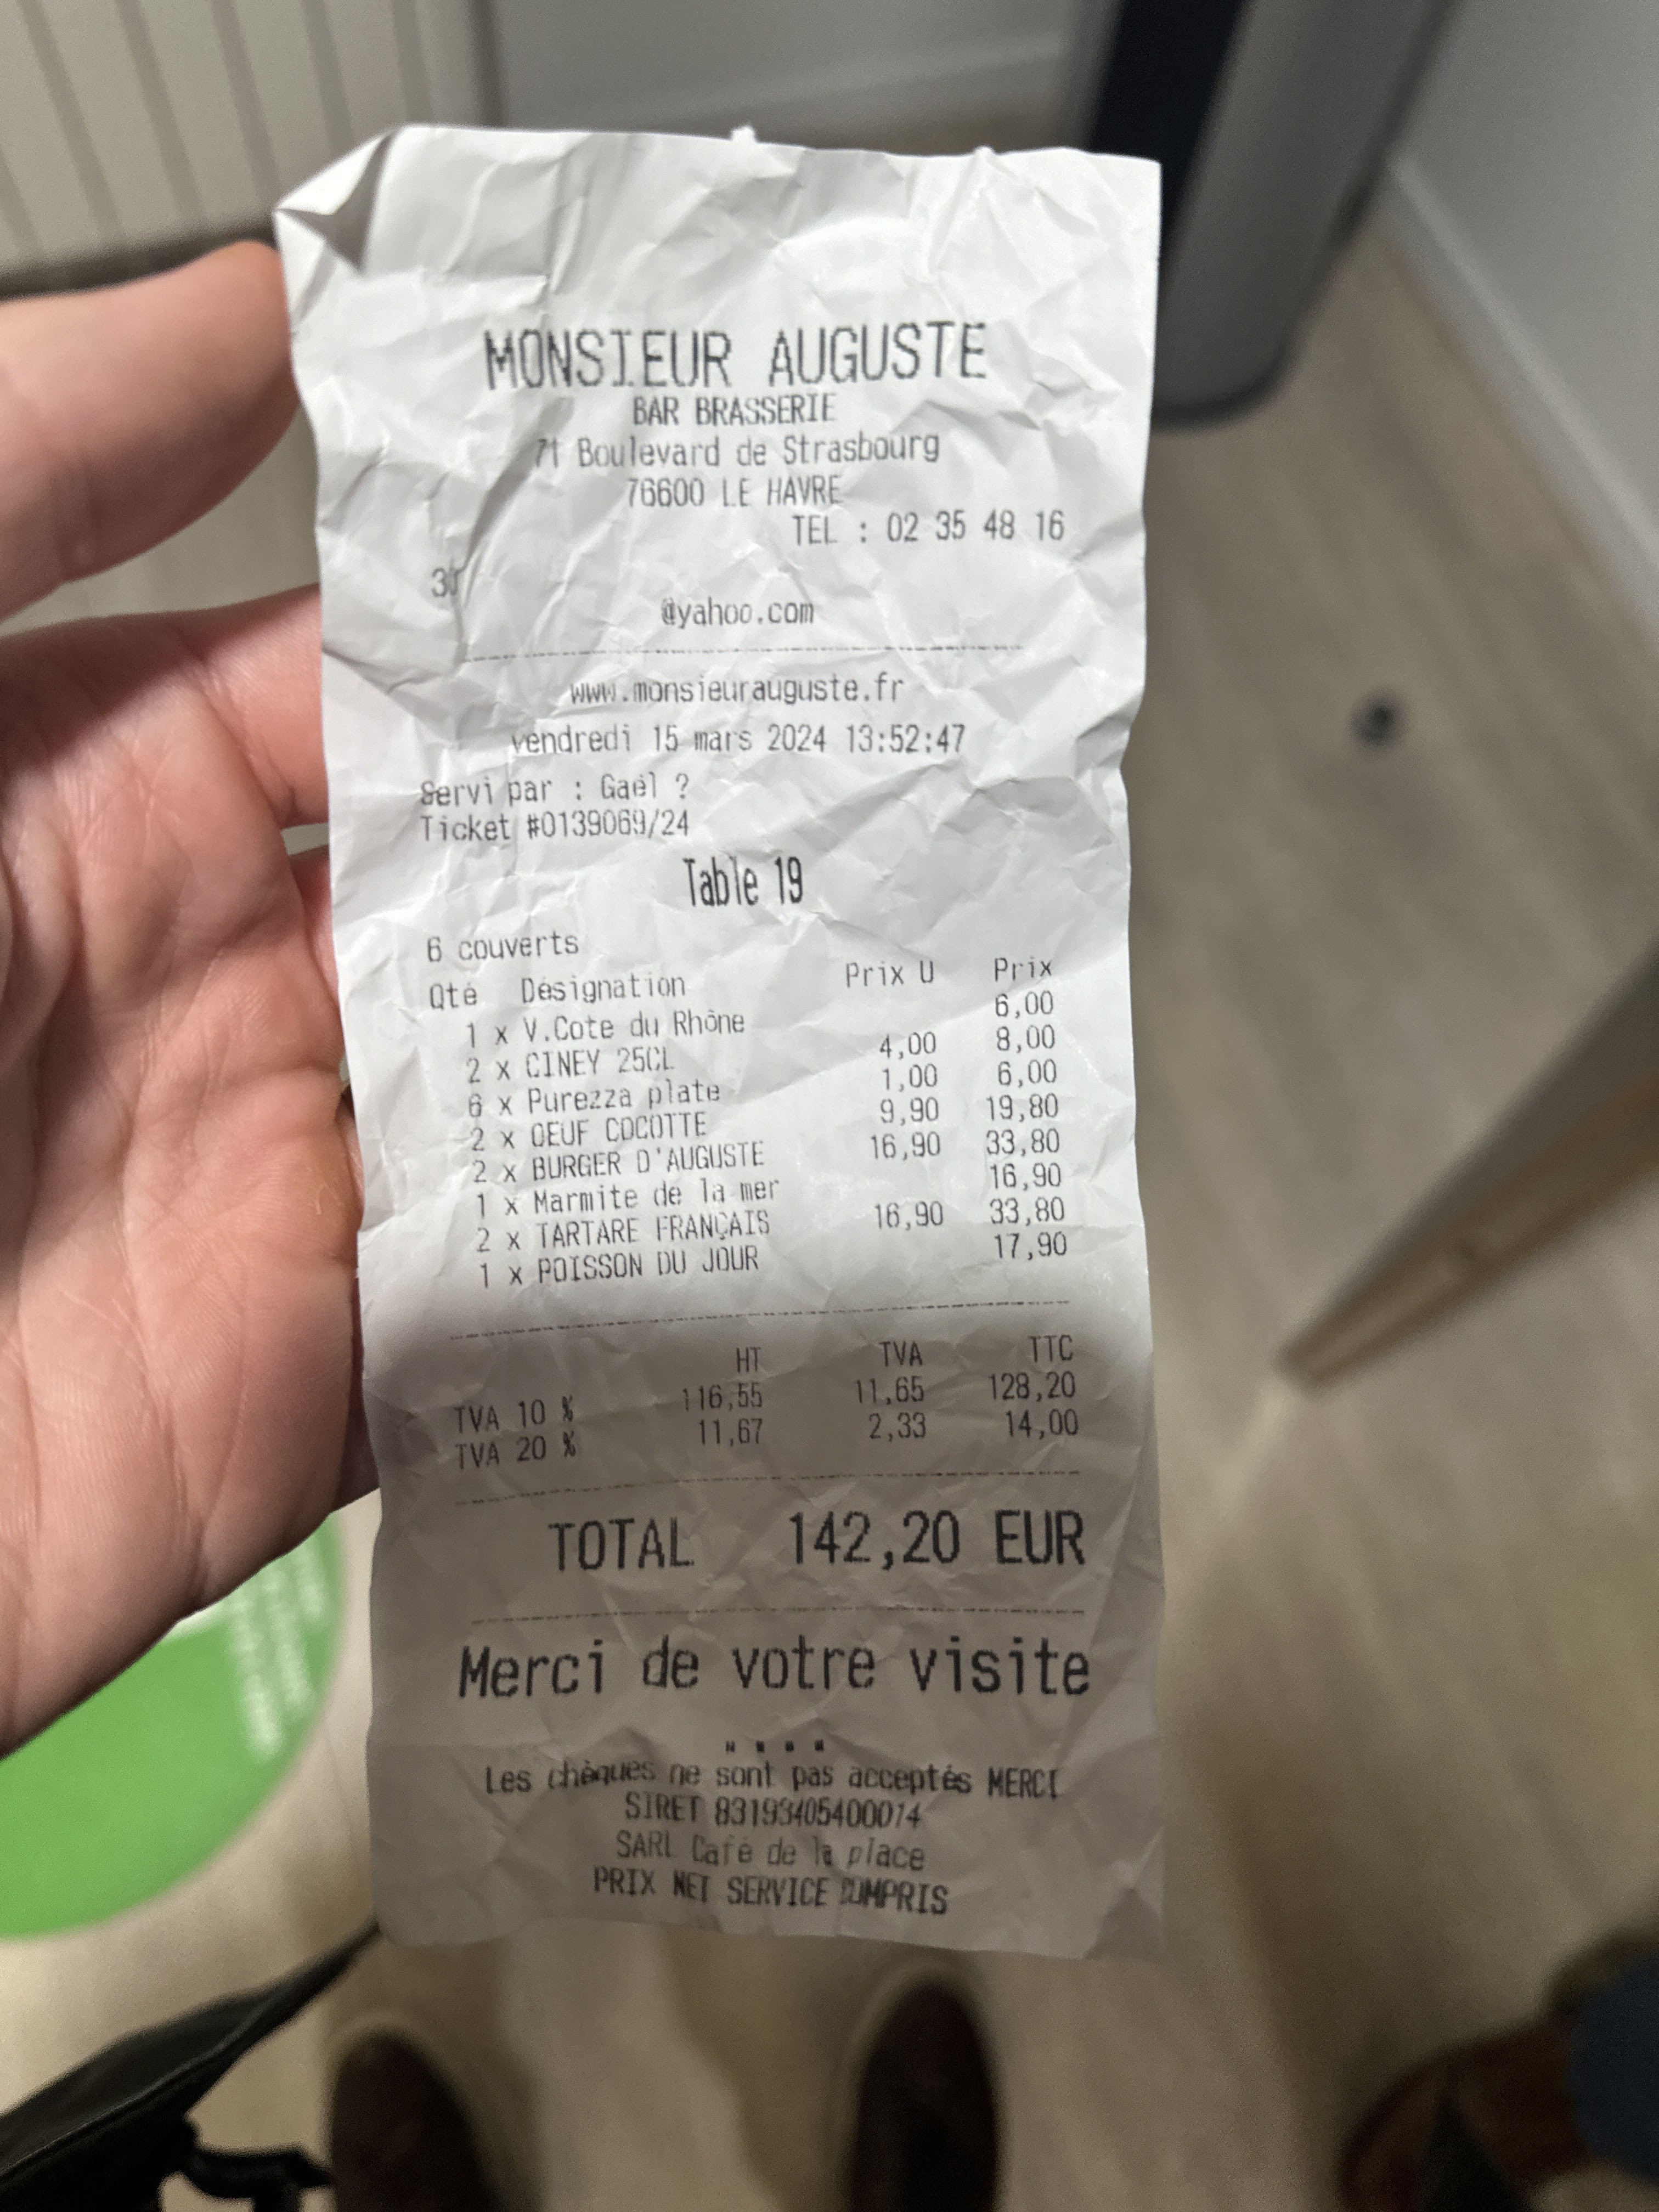 MONSIEUR AUGUSTE
BAR BRASSERIE
71 Boulevard de Strasbourg
76600 LE HAVRE
TEL : 02 35 48 16
@yahoo.com
www.monsieurauguste.fr
vendredi 15 mars 2024 13:52:47
Servi par : Gaël ?
Ticket #0139069/24
Table 19
6 couverts
Qté Désignation Prix U Prix
1 x V.Cote du Rhône 6,00
2 x CINEY 25CL 4,00 8,00
6 x Purezza plate 1,00 6,00
2 x OEUF COCOTTE 9,90 19,80
2 x BURGER D'AUGUSTE 16,90 33,80
1 x Marmite de la mer 16,90
2 x TARTARE FRANÇAIS 16,90 33,80
1 x POISSON DU JOUR 17,90
HT TVA TTC
TVA 10 % 116,55 11,65 128,20
TVA 20 % 11,67 2,33 14,00
TOTAL 142,20 EUR
Merci de votre visite
....
Les chèques ne sont pas acceptés MERCI
SIRET 83193405400014
SARL Café de la place
PRIX NET SERVICE COMPRIS